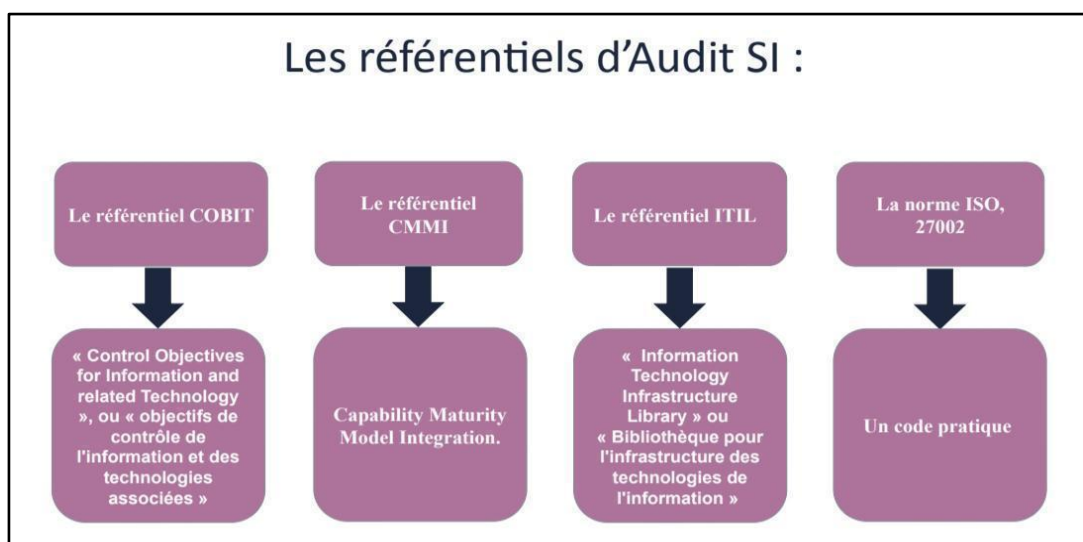 Les référentiels d'Audit SI :
Le référentiel COBIT
Le référentiel
CMMI
Le référentiel ITIL
La norme ISO,
27002
« Control Objectives
for Information and
related Technology
», ou « objectifs de
contrôle de
l'information et des
technologies
associées »
Capability Maturity
Model Integration.
«  Information
Technology
Infrastructure
Library » ou
« Bibliothèque pour
l'infrastructure des
technologies de
l'information »
Un code pratique